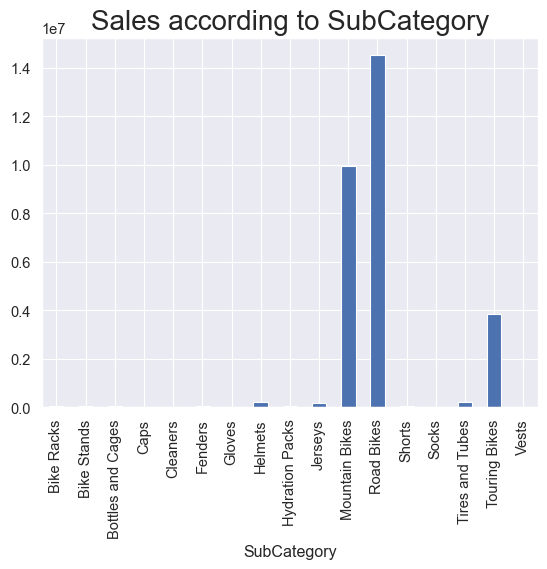 Sales according to SubCategory
1e7
1.4
1.2
1.0
0.8
0.6
0.4
0.2
0.0
Bike Racks
Bike Stands
Bottles and Cages
Caps
Cleaners
Fenders
Gloves
Helmets
Hydration Packs
Jerseys
Mountain Bikes
Road Bikes
Shorts
Socks
Tires and Tubes
Touring Bikes
Vests
SubCategory